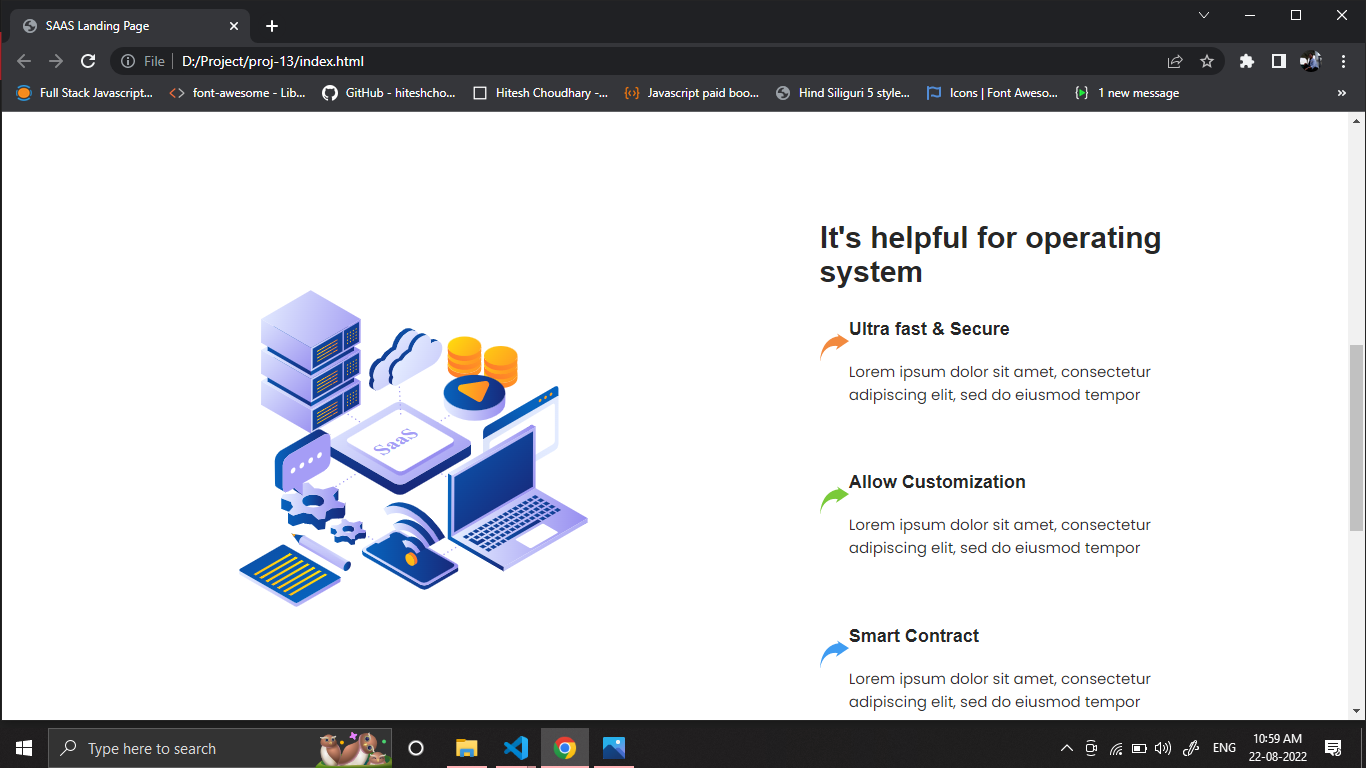 SAAS Landing Page
File
D:/Project/proj-13/index.html
Full Stack Javascript...
font-awesome - Lib...
GitHub - hiteshcho...
Hitesh Choudhary -...
Javascript paid boo...
Hind Siliguri 5 style...
Icons | Font Aweso...
1 new message
»
SaaS
It's helpful for operating
system
Ultra fast & Secure
Lorem ipsum dolor sit amet, consectetur
adipiscing elit, sed do eiusmod tempor
Allow Customization
Lorem ipsum dolor sit amet, consectetur
adipiscing elit, sed do eiusmod tempor
Smart Contract
Lorem ipsum dolor sit amet, consectetur
adipiscing elit, sed do eiusmod tempor
Type here to search
ENG
10:59 AM
22-08-2022